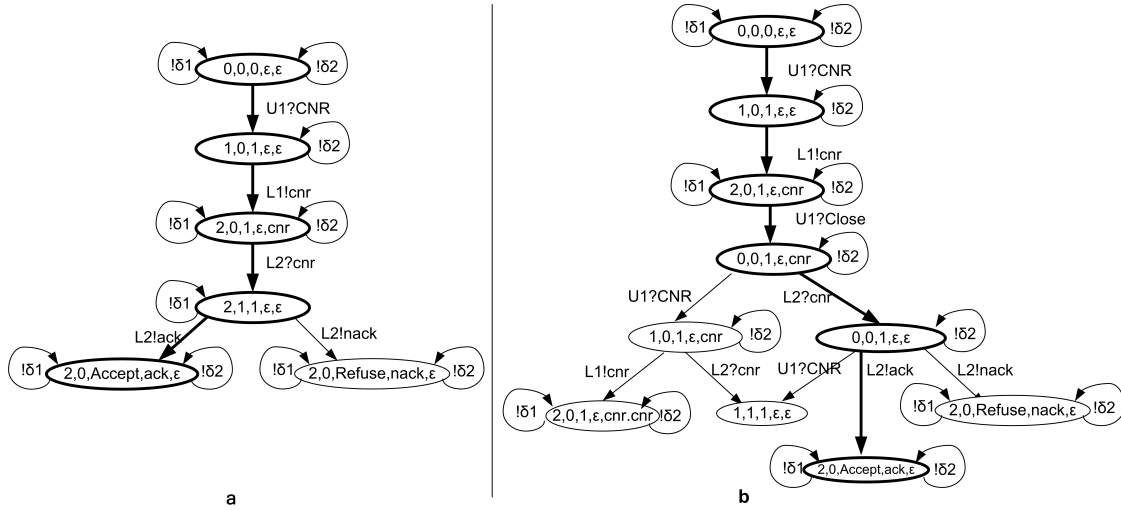 !δ1 0,0,0,ε,ε !δ2
U1?CNR
1,0,1,ε,ε !δ2
L1!cnr
!δ1 2,0,1,ε,cnr !δ2
L2?cnr
!δ1 2,1,1,ε,ε
L2!ack L2!nack
!δ1 2,0,Accept,ack,ε !δ2 !δ1 2,0,Refuse,nack,ε !δ2
a
!δ1 0,0,0,ε,ε !δ2
U1?CNR
1,0,1,ε,ε !δ2
L1!cnr
!δ1 2,0,1,ε,cnr !δ2
U1?Close
0,0,1,ε,cnr !δ2
U1?CNR L2?cnr
1,0,1,ε,cnr !δ2 0,0,1,ε,ε !δ2
L1!cnr L2?cnr U1?CNR L2!ack L2!nack
!δ1 2,0,1,ε,cnr.cnr !δ2 1,1,1,ε,ε !δ1 2,0,Refuse,nack,ε !δ2
!δ1 2,0,Accept,ack,ε !δ2
b